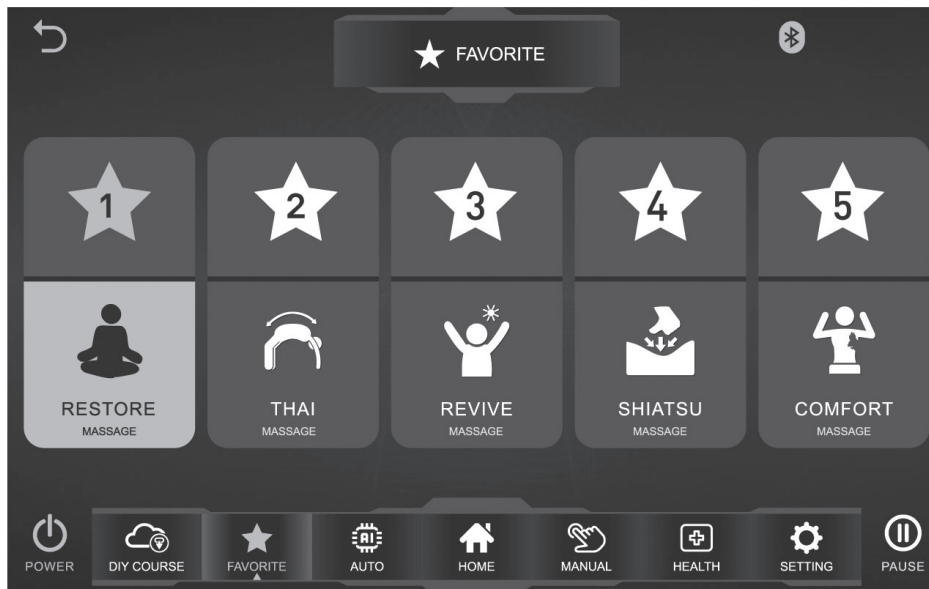 FAVORITE
1
2
3
4
5
RESTORE
MASSAGE
THAI
MASSAGE
REVIVE
MASSAGE
SHIATSU
MASSAGE
COMFORT
MASSAGE
POWER
DIY COURSE
FAVORITE
AI
AUTO
HOME
MANUAL
HEALTH
SETTING
PAUSE